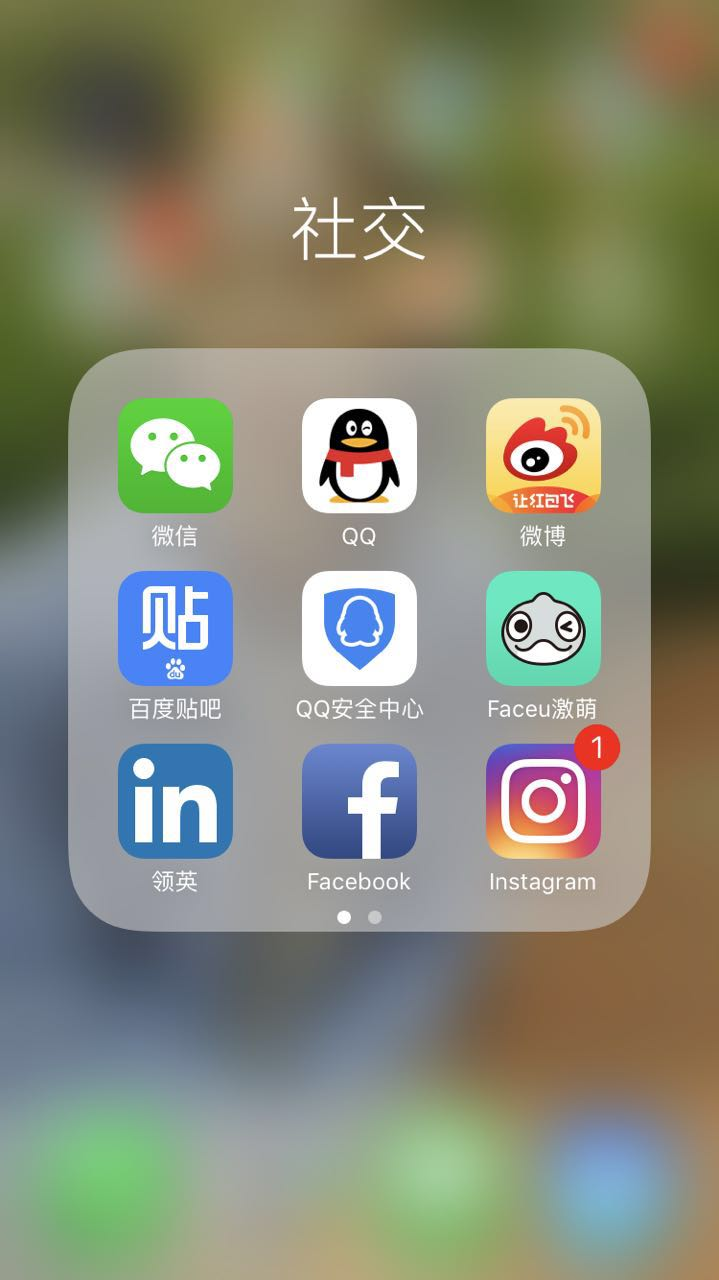 社交
让红包飞
微信
QQ
微博
贴
du
百度贴吧
QQ安全中心
Faceu激萌
1
in
f
领英
Facebook
Instagram